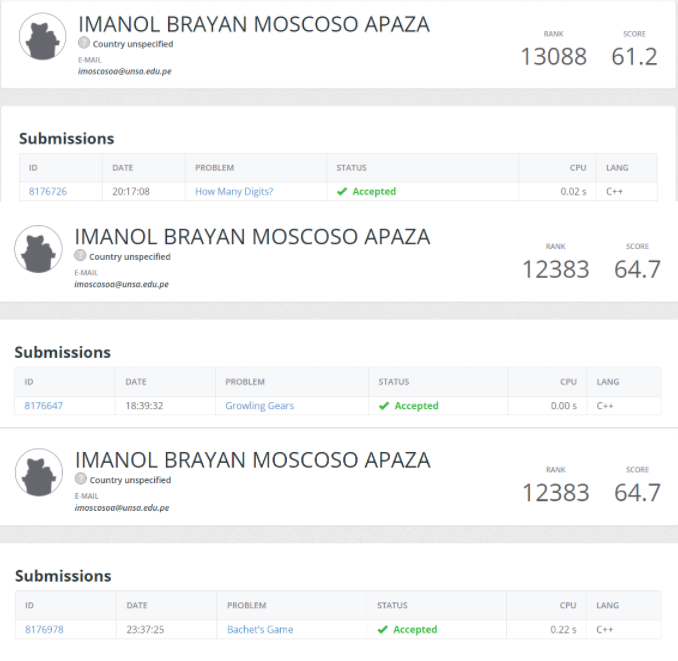 IMANOL BRAYAN MOSCOSO APAZA
? Country unspecified
E-MAIL
imoscosoa@unsa.edu.pe
RANK SCORE
13088 61.2
Submissions
ID DATE PROBLEM STATUS CPU LANG
8176726 20:17:08 How Many Digits? ✔ Accepted 0.02 s C++
IMANOL BRAYAN MOSCOSO APAZA
? Country unspecified
E-MAIL
imoscosoa@unsa.edu.pe
RANK SCORE
12383 64.7
Submissions
ID DATE PROBLEM STATUS CPU LANG
8176647 18:39:32 Growling Gears ✔ Accepted 0.00 s C++
IMANOL BRAYAN MOSCOSO APAZA
? Country unspecified
E-MAIL
imoscosoa@unsa.edu.pe
RANK SCORE
12383 64.7
Submissions
ID DATE PROBLEM STATUS CPU LANG
8176978 23:37:25 Bachet's Game ✔ Accepted 0.22 s C++